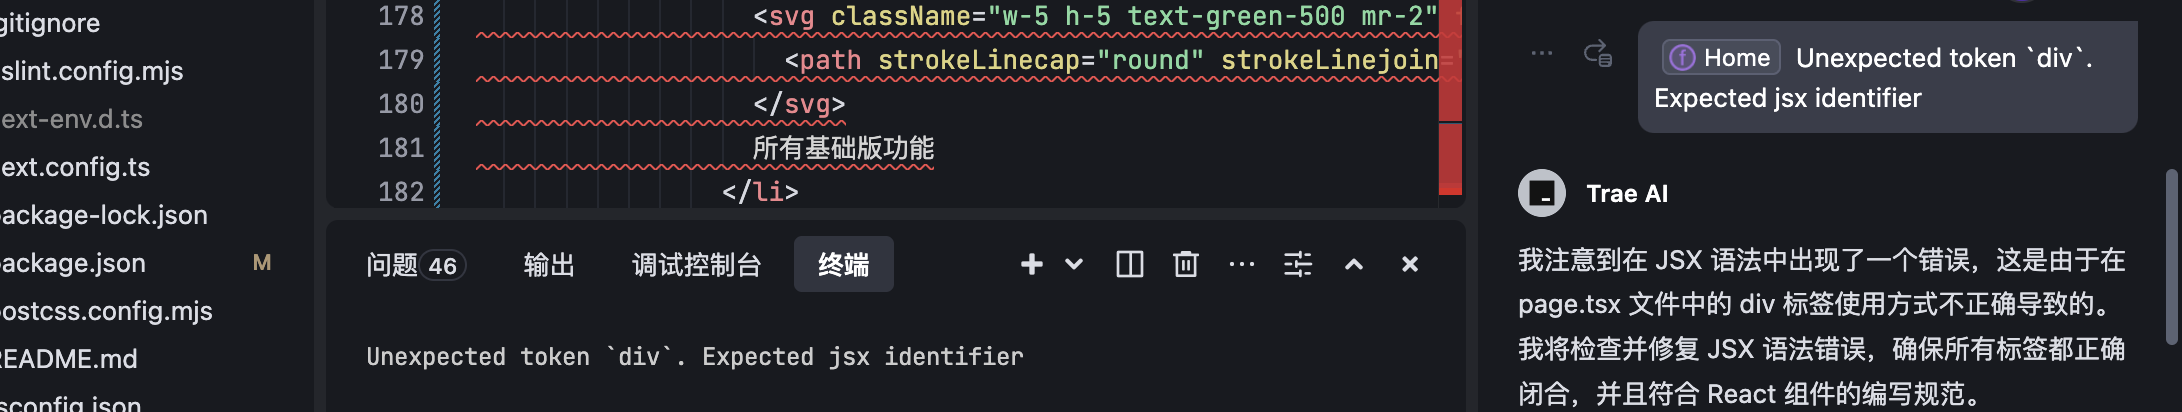 gitignore
slint.config.mjs
ext-env.d.ts
ext.config.ts
ackage-lock.json
ackage.json M
ostcss.config.mjs
README.md
sconfig.json
178 <svg className="w-5 h-5 text-green-500 mr-2"
179 <path strokeLinecap="round" strokeLinejoin=
180 </svg>
181 所有基础版功能
182 </li>
问题 46 输出 调试控制台 终端
Unexpected token `div`. Expected jsx identifier
Home Unexpected token `div`.
Expected jsx identifier
Trae AI
我注意到在 JSX 语法中出现了一个错误，这是由于在
page.tsx 文件中的 div 标签使用方式不正确导致的。
我将检查并修复 JSX 语法错误，确保所有标签都正确
闭合，并且符合 React 组件的编写规范。